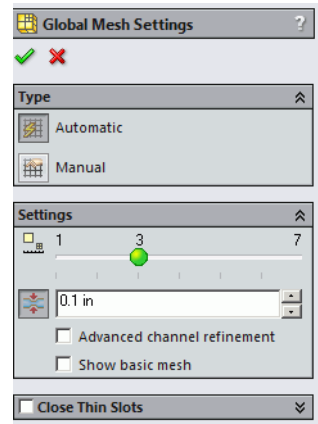 Global Mesh Settings ?
Type
Automatic
Manual
Settings
1 3 7
0.1 in
Advanced channel refinement
Show basic mesh
Close Thin Slots